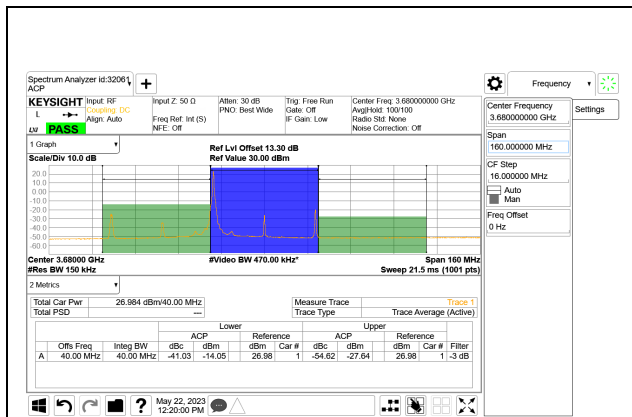 Spectrum Analyzer id:32061
ACP
Frequency
KEYSIGHT
L
PASS
Input: RF
Coupling: DC
Align: Auto
Input Z: 50 Ω
Freq Ref: Int (S)
NFE: Off
Atten: 30 dB
PNO: Best Wide
Trig: Free Run
Gate: Off
IF Gain: Low
Center Freq: 3.680000000 GHz
Avg|Hold: 100/100
Radio Std: None
Noise Correction: Off
Center Frequency
3.680000000 GHz
Settings
Span
160.000000 MHz
CF Step
16.000000 MHz
Auto
Man
Freq Offset
0 Hz
1 Graph
Scale/Div 10.0 dB
Ref Lvl Offset 13.30 dB
Ref Value 30.00 dBm
20.0
10.0
0.00
-10.0
-20.0
-30.0
-40.0
-50.0
-60.0
Center 3.68000 GHz
#Video BW 470.00 kHz*
Span 160 MHz
#Res BW 150 kHz
Sweep 21.5 ms (1001 pts)
2 Metrics
Total Car Pwr 26.984 dBm/40.00 MHz
Total PSD ---
Measure Trace Trace 1
Trace Type Trace Average (Active)
Lower Upper
ACP Reference ACP Reference
Offs Freq Integ BW dBc dBm dBm Car # dBc dBm dBm Car # Filter
A 40.00 MHz 40.00 MHz -41.03 -14.05 26.98 1 -54.62 -27.64 26.98 1 -3 dB
?
May 22, 2023
12:20:00 PM